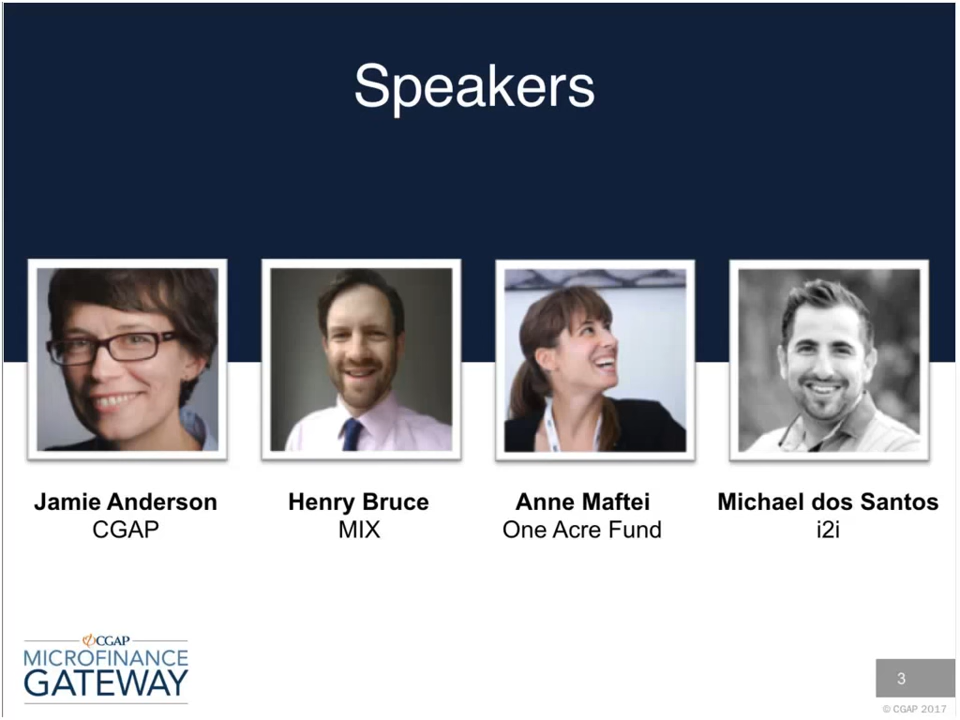 Speakers
Jamie Anderson
CGAP
Henry Bruce
MIX
Anne Maftei
One Acre Fund
Michael dos Santos
i2i
CGAP
MICROFINANCE
GATEWAY
3
© CGAP 2017